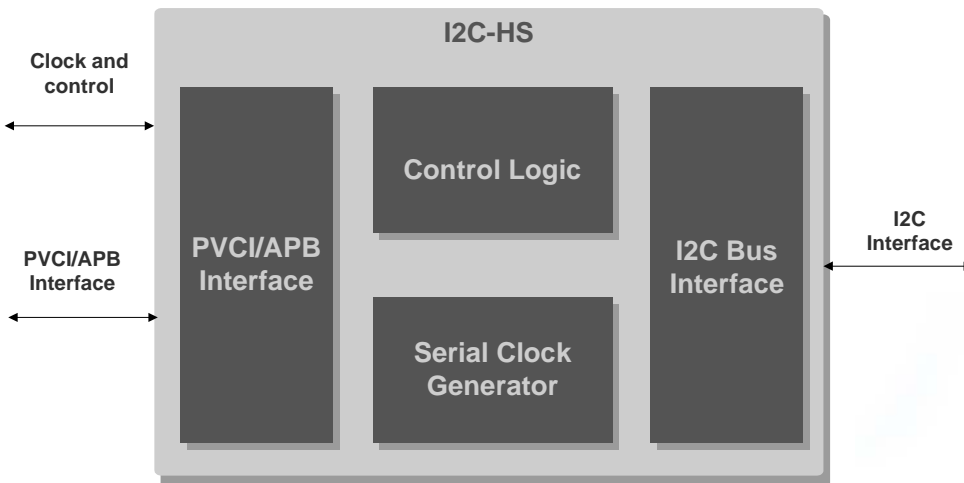 I2C-HS
Clock and
control
Control Logic
PVCI/APB
Interface
I2C Bus
Interface
I2C
Interface
PVCI/APB
Interface
Serial Clock
Generator